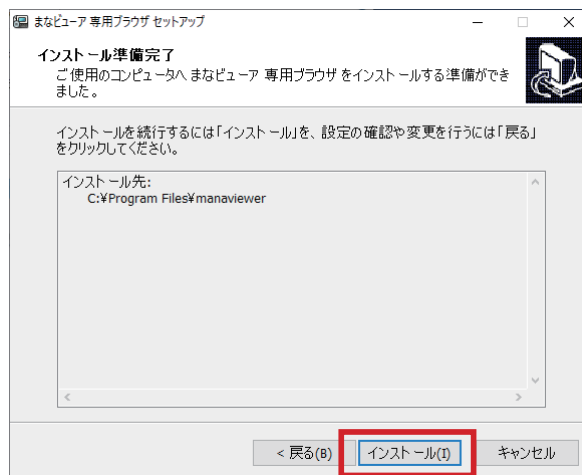 まなビューア 専用ブラウザ セットアップ
インストール準備完了
ご使用のコンピュータへ まなビューア 専用ブラウザ をインストールする準備ができ
ました。
インストールを続行するには「インストール」を、設定の確認や変更を行うには「戻る」
をクリックしてください。
インストール先:
C:¥Program Files¥manaviewer
< 戻る(B)
インストール(I)
キャンセル